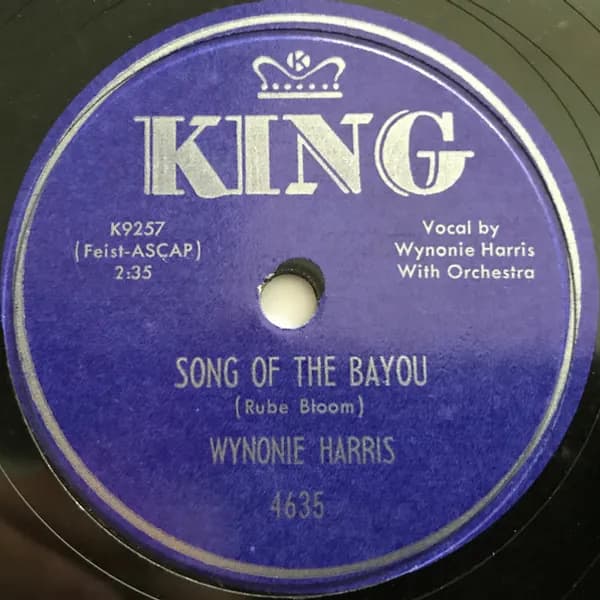 K
KING
K9257
(Feist-ASCAP)
2:35
Vocal by
Wynonie Harris
With Orchestra
SONG OF THE BAYOU
(Rube Bloom)
WYNONIE HARRIS
4635